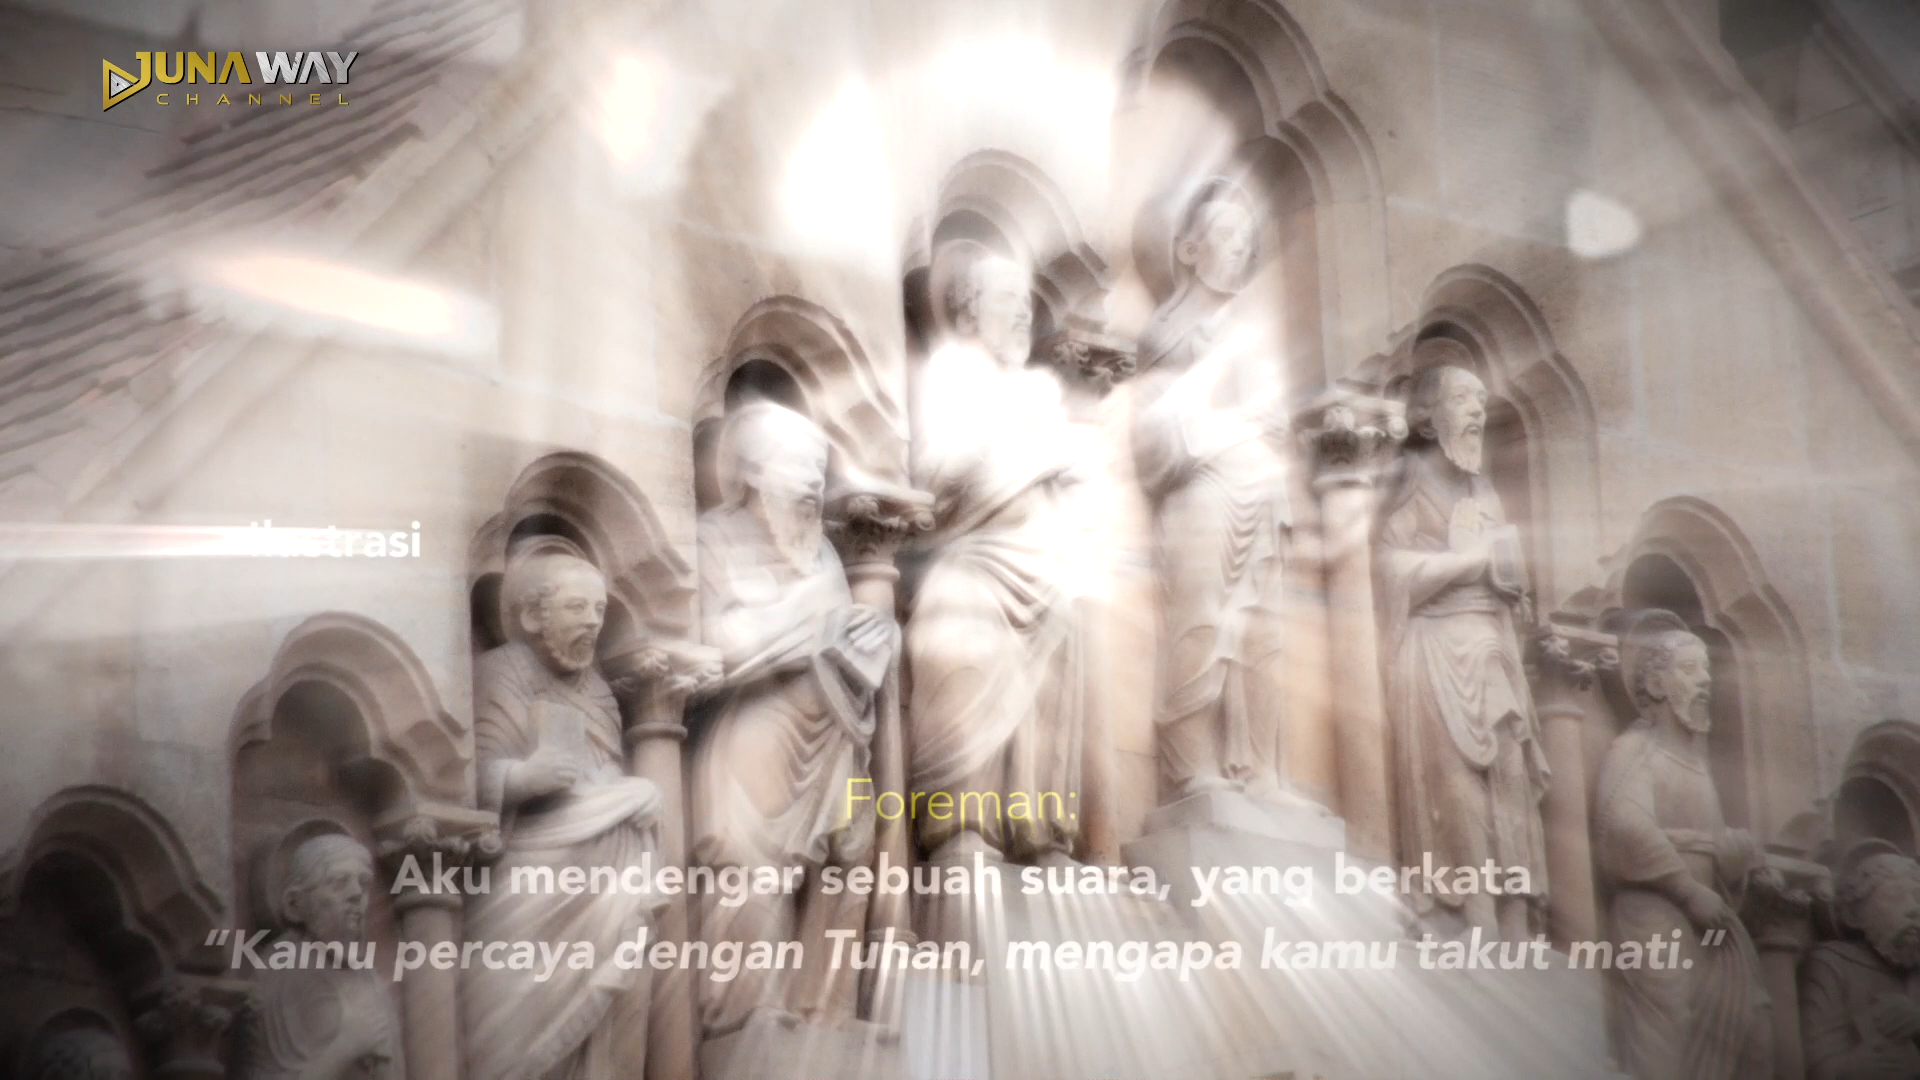 JUNA WAY
CHANNEL
Ilustrasi
Foreman:
Aku mendengar sebuah suara, yang berkata
“Kamu percaya dengan Tuhan, mengapa kamu takut mati.”